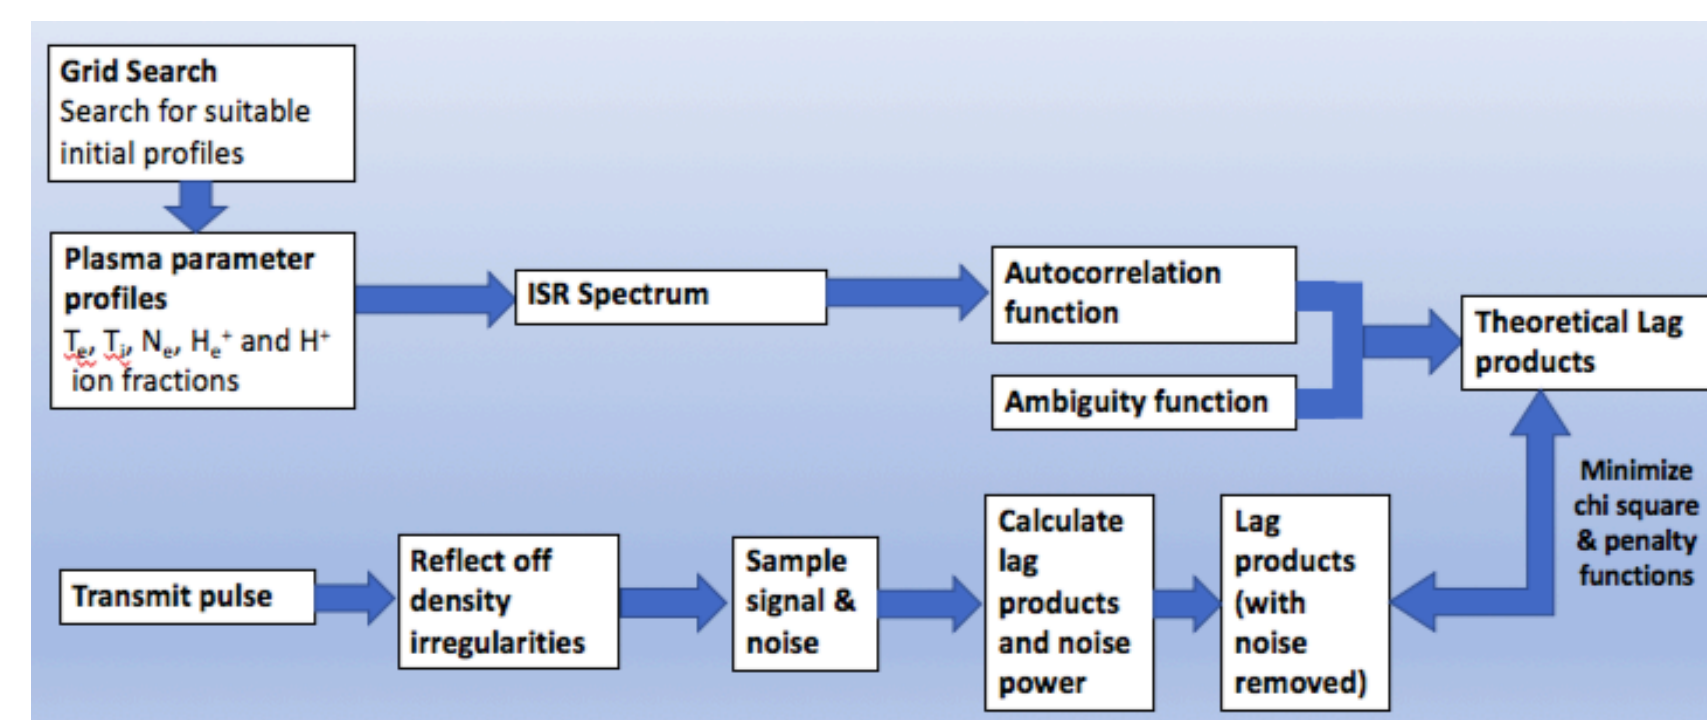 Grid Search
Search for suitable
initial profiles
Plasma parameter
profiles
Tₑ, Tᵢ, Nₑ, Hₑ⁺ and H⁺
ion fractions
ISR Spectrum
Autocorrelation
function
Ambiguity function
Theoretical Lag
products
Minimize
chi square
& penalty
functions
Transmit pulse
Reflect off
density
irregularities
Sample
signal &
noise
Calculate
lag
products
and noise
power
Lag
products
(with
noise
removed)